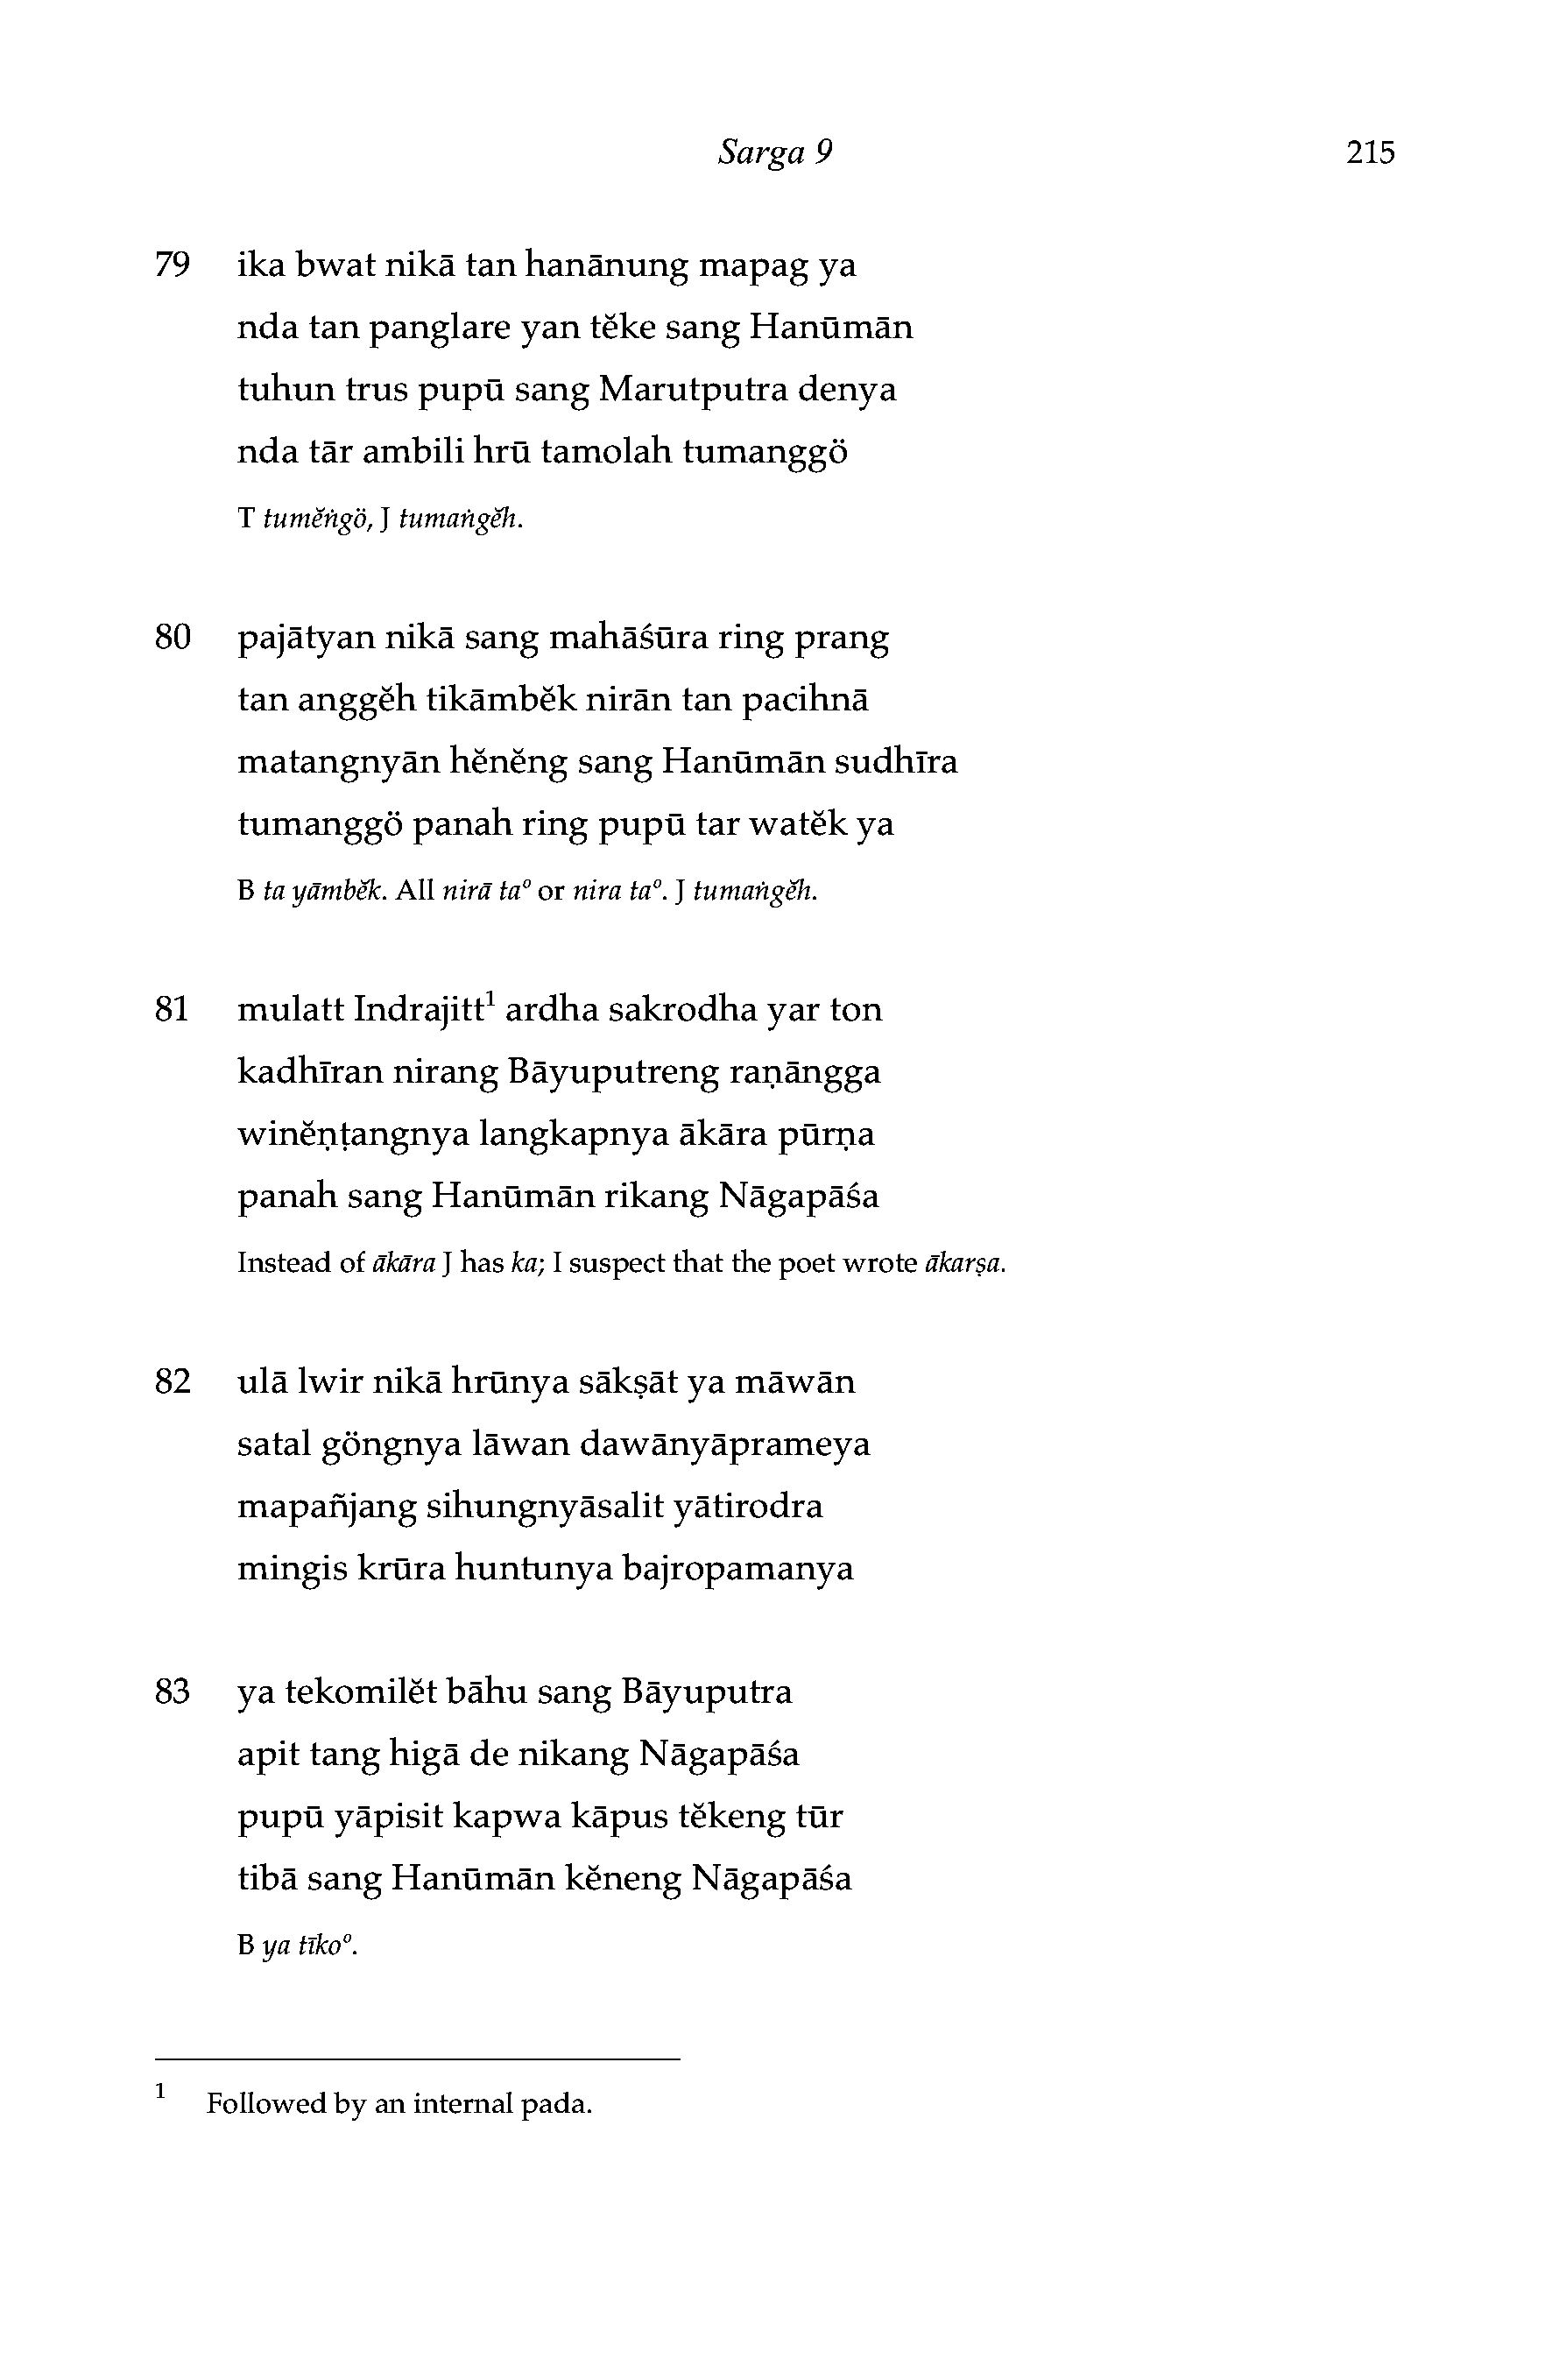 Sarga 9 215
79 ika bwat nikā tan hanānung mapag ya
nda tan panglare yan tĕke sang Hanūmān
tuhun trus pupū sang Marutputra denya
nda tār ambili hrū tamolah tumanggö
T tumĕṅgö, J tumaṅgĕh.
80 pajātyan nikā sang mahāśūra ring prang
tan anggĕh tikāmbĕk nirān tan pacihnā
matangnyān hĕnĕng sang Hanūmān sudhīra
tumanggö panah ring pupū tar watĕk ya
B ta yāmbĕk. All nirā taº or nira taº. J tumaṅgĕh.
81 mulatt Indrajitt¹ ardha sakrodha yar ton
kadhīran nirang Bāyuputreng raṇāngga
winĕṇṭangnya langkapnya ākāra pūrṇa
panah sang Hanūmān rikang Nāgapāśa
Instead of ākāra J has ka; I suspect that the poet wrote ākarṣa.
82 ulā lwir nikā hrūnya sākṣāt ya māwān
satal göngnya lāwan dawānyāprameya
mapañjang sihungnyāsalit yātirodra
mingis krūra huntunya bajropamanya
83 ya tekomilĕt bāhu sang Bāyuputra
apit tang higā de nikang Nāgapāśa
pupū yāpisit kapwa kāpus tĕkeng tūr
tibā sang Hanūmān kĕneng Nāgapāśa
B ya tīkoº.
¹ Followed by an internal pada.